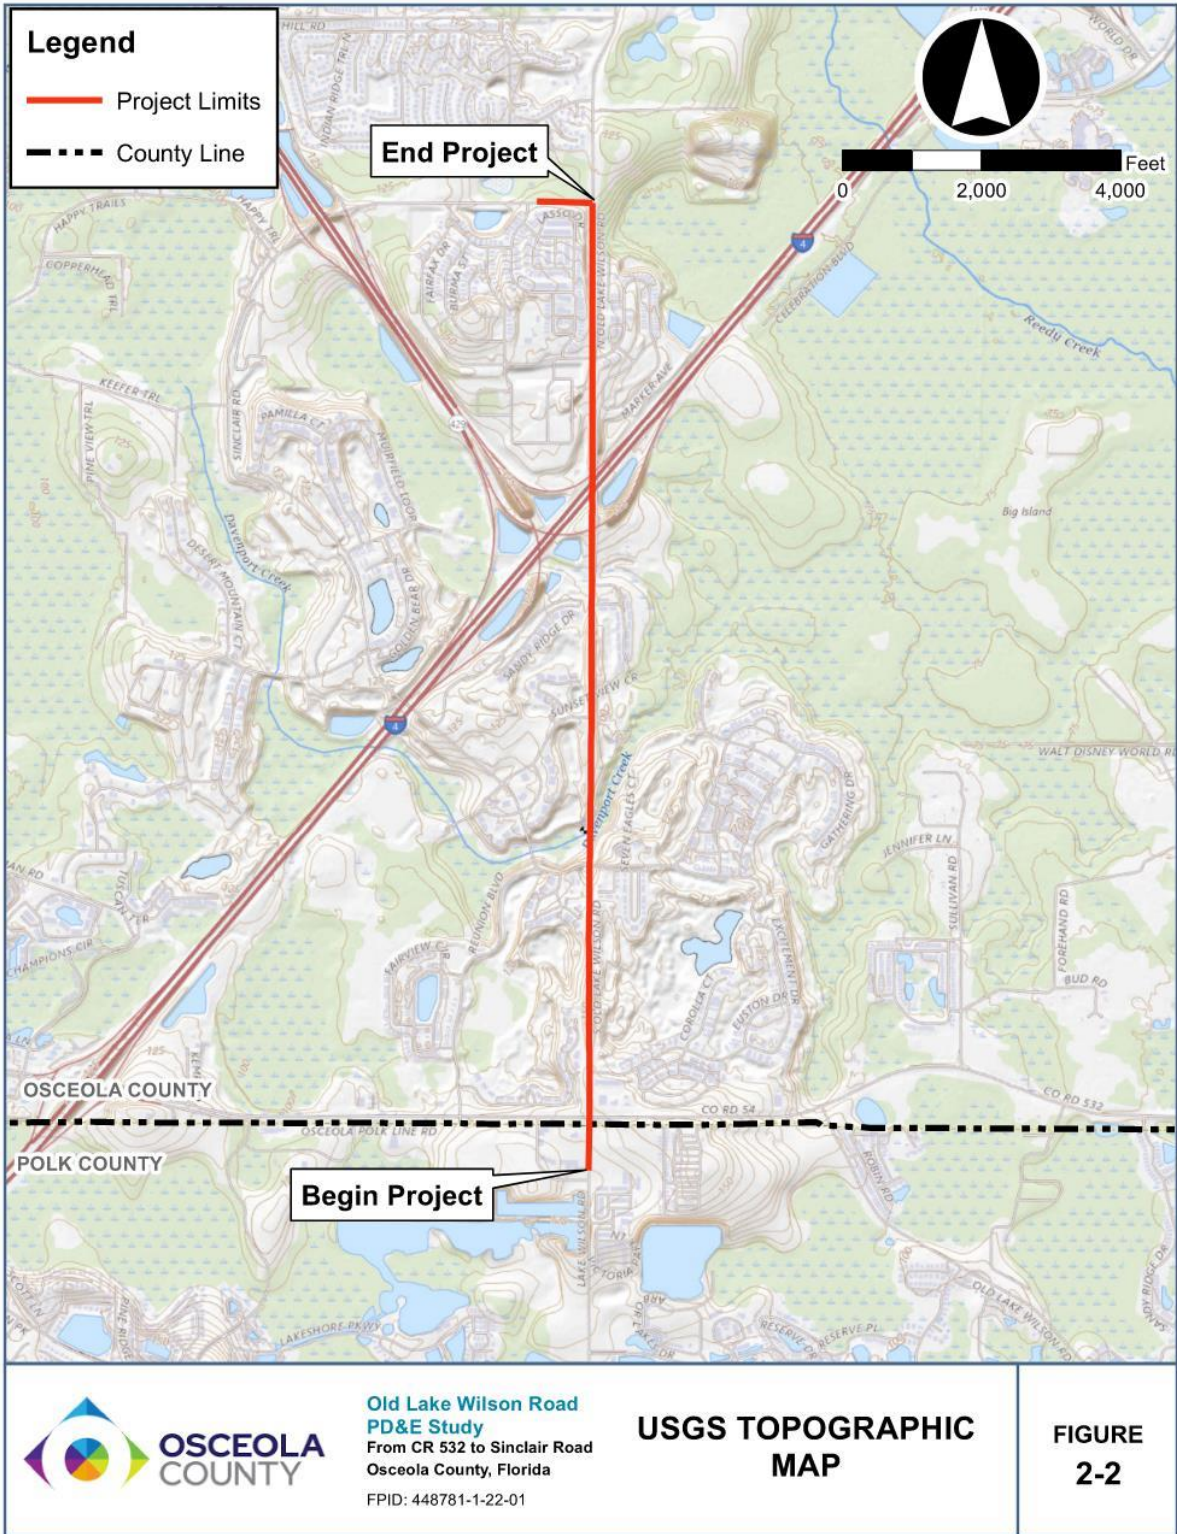 Legend
Project Limits
County Line
HILL RD
INDIAN RIDGE TRL N
WORLD DR
End Project
Feet
0
2,000
4,000
HAPPY TRAILS
HAPPY TRL
COPPERHEAD TRL
LASSO DR
N OLD LAKE WILSON RD
FAIRFAX DR
BURMA ST
4
CELEBRATION BLVD
Reedy Creek
MARKER AVE
KEEFER TRL
PINE VIEW TRL
SINCLAIR RD
PAMILLA CT
MUIRFIELD LOOP
429
125
100
Big Island
Davenport Creek
DESERT MOUNTAIN CT
GOLDEN BEAR DR
SANDY RIDGE DR
SUNSET VIEW CR
4
WALT DISNEY WORLD R
Davenport Creek
SEVEN EAGLES CT
GATHERING DR
JENNIFER LN
SULLIVAN RD
FOREHAND RD
BUD RD
REUNION BLVD
FAIRVIEW CIR
CHAMPIONS CIR
S OLD LAKE WILSON RD
COROLLA CT
EUSTON DR
EXCITEMENT DR
OSCEOLA COUNTY
CO RD 54
CO RD 532
OSCEOLA POLK LINE RD
POLK COUNTY
Begin Project
ROBIN RD
LAKE WILSON RD
LAKESHORE PKWY
RESERVE DR
RESERVE PL
OLD LAKE WILSON RD
OSCEOLA
COUNTY
Old Lake Wilson Road
PD&E Study
From CR 532 to Sinclair Road
Osceola County, Florida
FPID: 448781-1-22-01
USGS TOPOGRAPHIC
MAP
FIGURE
2-2